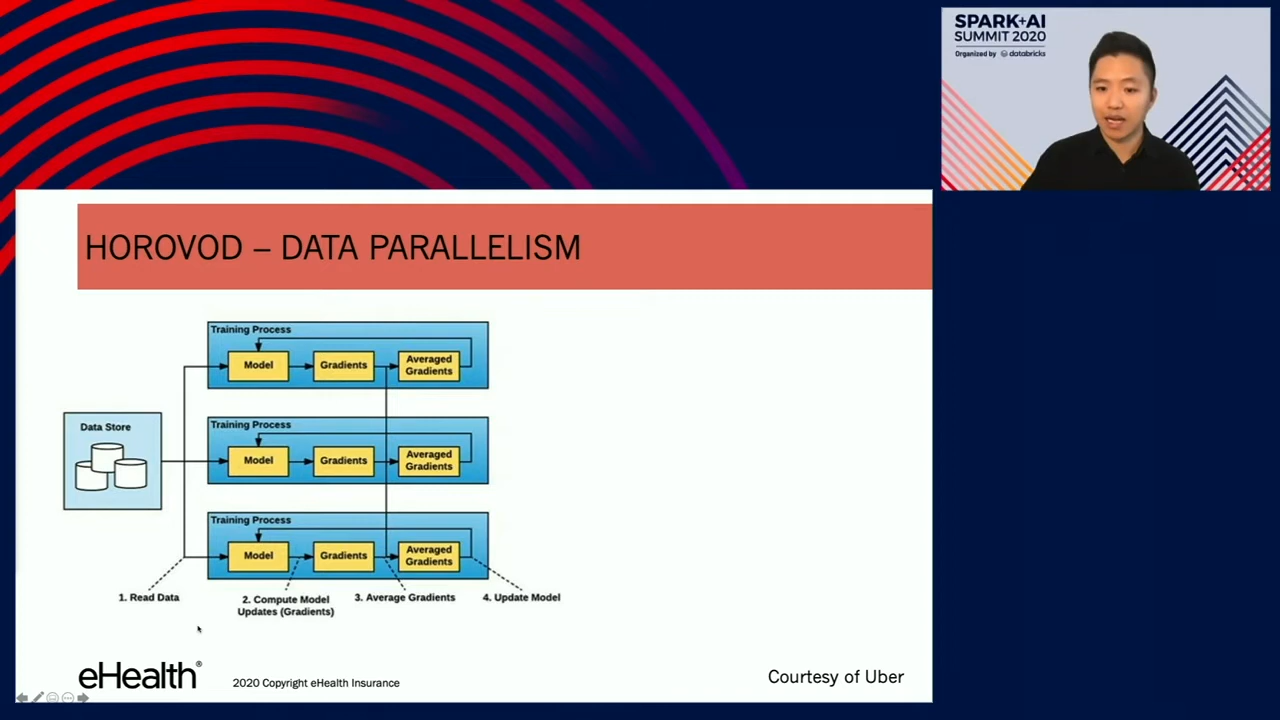 SPARK+AI
SUMMIT 2020
Organized by databricks
HOROVOD – DATA PARALLELISM
Training Process
Model
Gradients
Averaged
Gradients
Data Store
Training Process
Model
Gradients
Averaged
Gradients
Training Process
Model
Gradients
Averaged
Gradients
1. Read Data
2. Compute Model
Updates (Gradients)
3. Average Gradients
4. Update Model
eHealth®
2020 Copyright eHealth Insurance
Courtesy of Uber